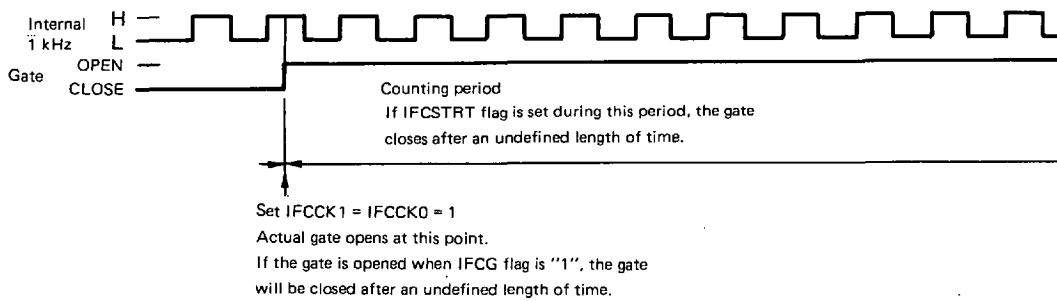 Internal H
1 kHz L
Gate OPEN
CLOSE
Counting period
If IFCSTRT flag is set during this period, the gate
closes after an undefined length of time.
Set IFCCK1 = IFCCK0 = 1
Actual gate opens at this point.
If the gate is opened when IFCG flag is "1", the gate
will be closed after an undefined length of time.